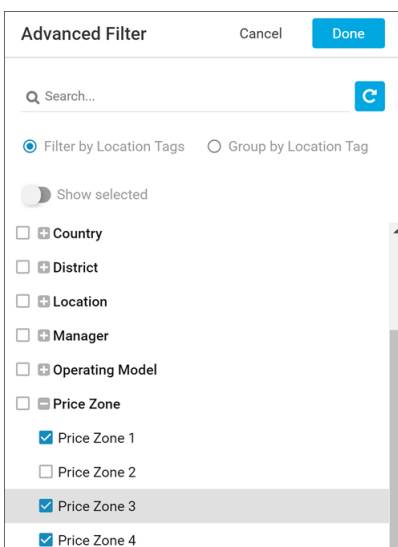 Advanced Filter Cancel Done
Search...
Filter by Location Tags Group by Location Tag
Show selected
Country
District
Location
Manager
Operating Model
Price Zone
Price Zone 1
Price Zone 2
Price Zone 3
Price Zone 4